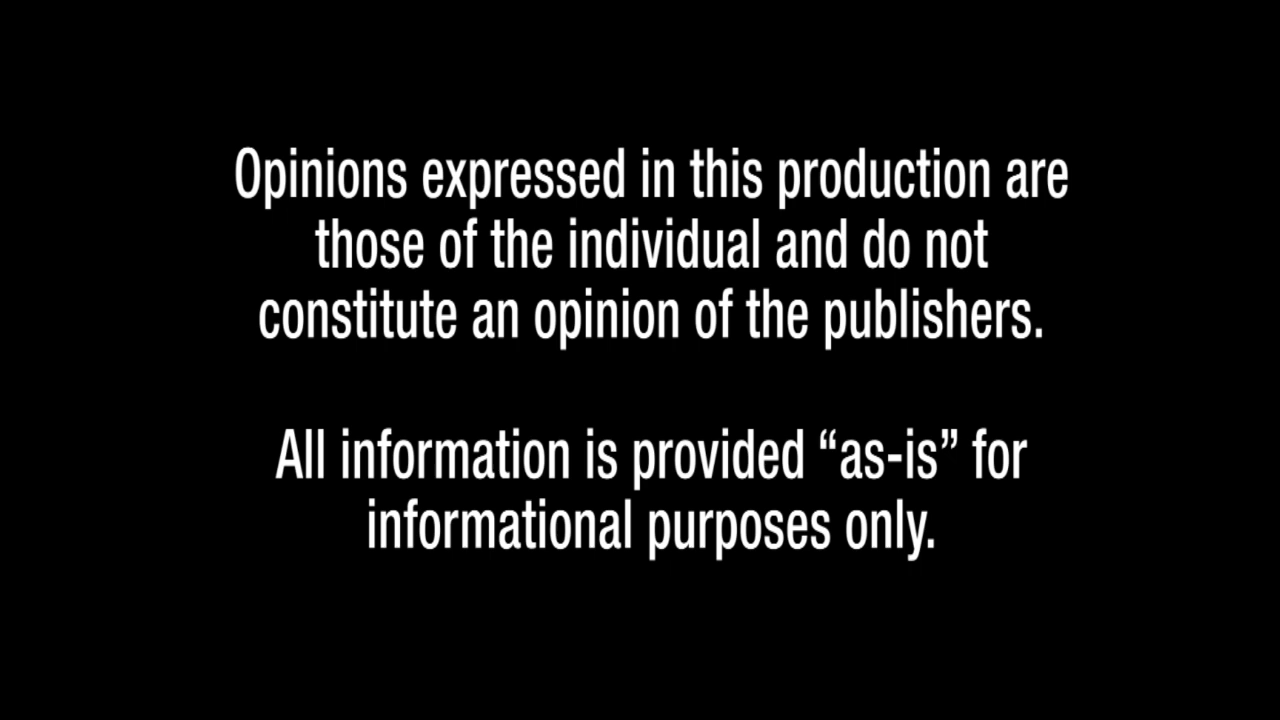 Opinions expressed in this production are
those of the individual and do not
constitute an opinion of the publishers.
All information is provided “as-is” for
informational purposes only.